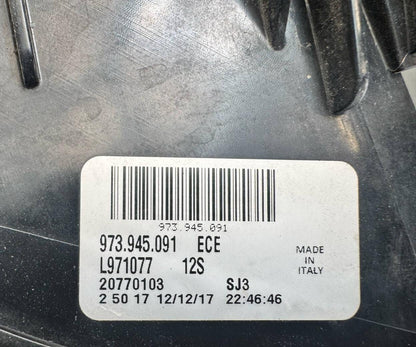 973.945.091
973.945.091 ECE
L971077 12S
MADE
IN
ITALY
20770103 SJ3
2 50 17 12/12/17 22:46:46